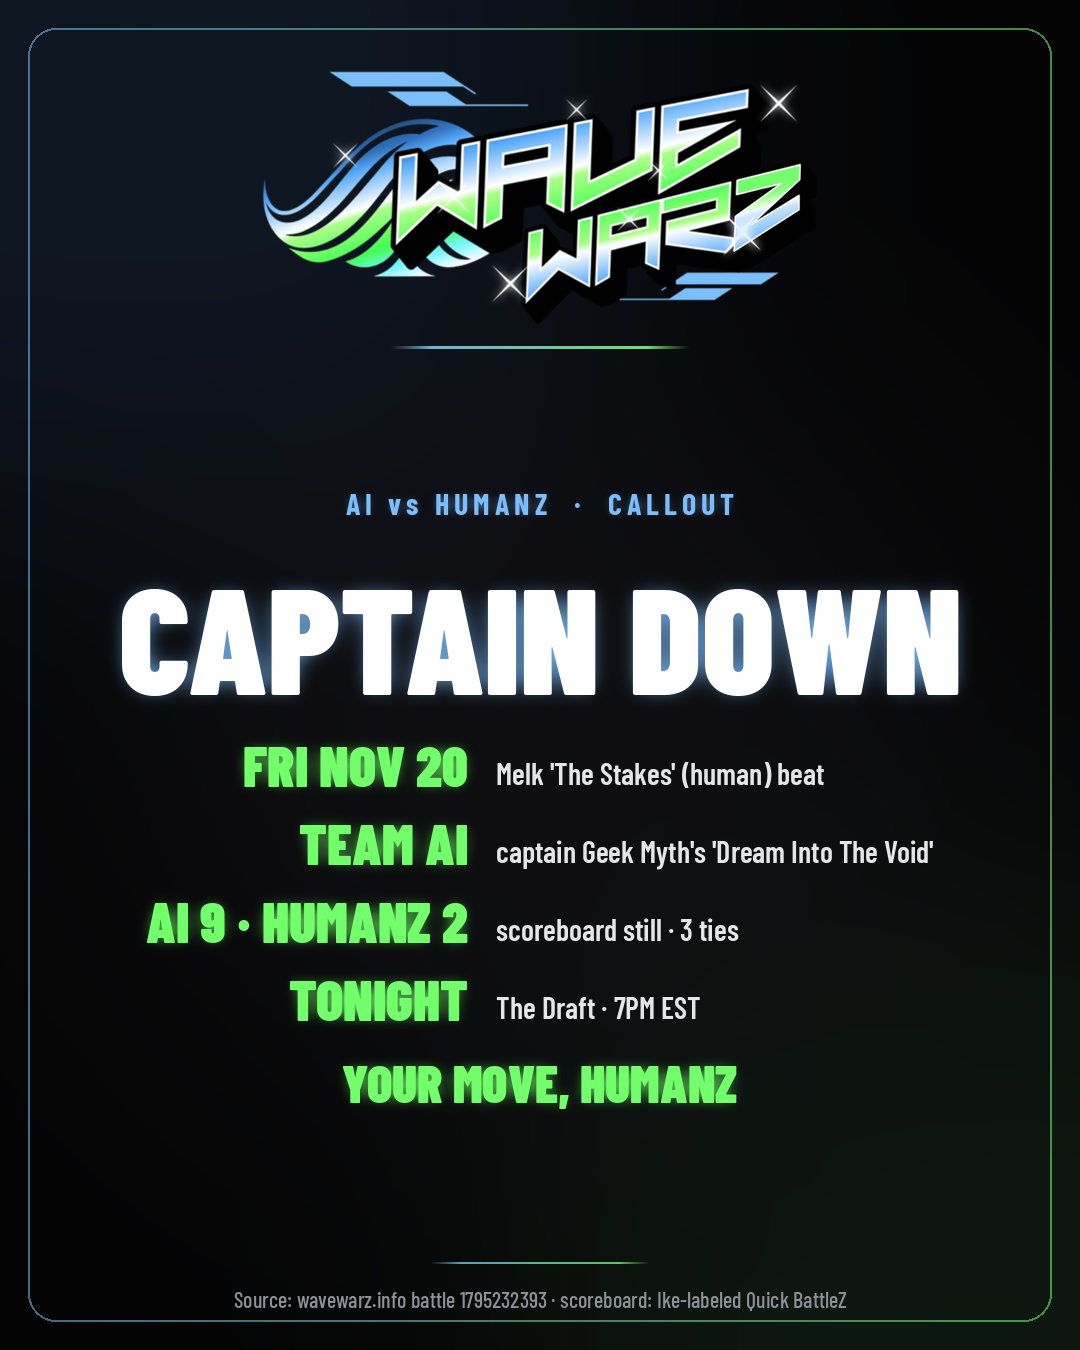 WAVE
WARZ
AI vs HUMANZ · CALLOUT
CAPTAIN DOWN
FRI NOV 20 Melk 'The Stakes' (human) beat
TEAM AI captain Geek Myth's 'Dream Into The Void'
AI 9 · HUMANZ 2 scoreboard still · 3 ties
TONIGHT The Draft · 7PM EST
YOUR MOVE, HUMANZ
Source: wavewarz.info battle 1795232393 · scoreboard: Ike-labeled Quick BattleZ